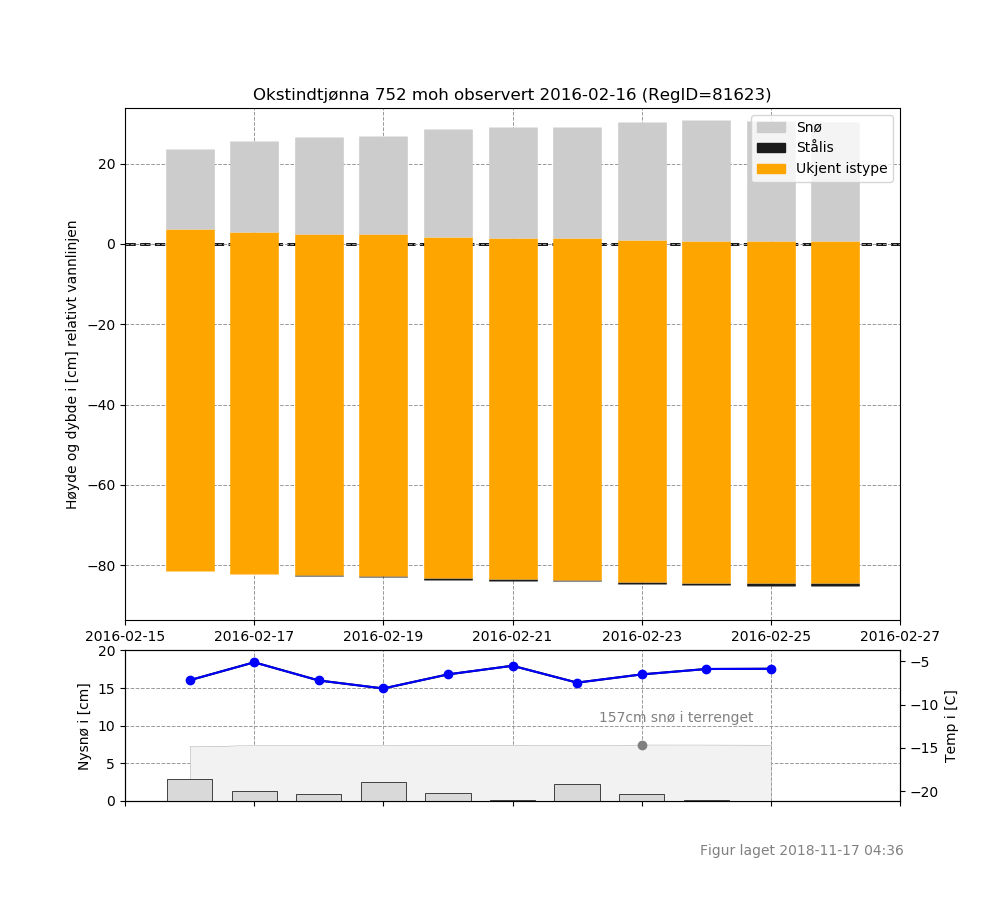 Okstindtjønna 752 moh observert 2016-02-16 (RegID=81623)
Snø
Stålis
Ukjent istype
Høyde og dybde i [cm] relativt vannlinjen
20
0
−20
−40
−60
−80
2016-02-15 2016-02-17 2016-02-19 2016-02-21 2016-02-23 2016-02-25 2016-02-27
Nysnø i [cm]
20
15
10
5
0
157cm snø i terrenget
−5
−10
−15
−20
Temp i [C]
Figur laget 2018-11-17 04:36